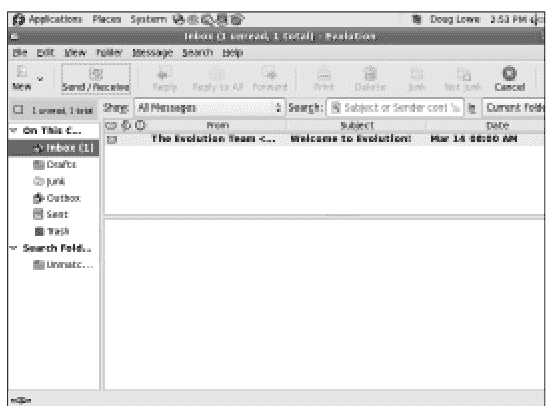 Applications Places System Doug Lowe 2:53 PM
Inbox (1 unread, 1 total) - Evolution
File Edit View Folder Message Search Help
New Send / Receive Reply Reply to All Forward Print Delete Junk Not Junk Cancel
1 unread, 1 total Show: All Messages Search: Subject or Sender cont in Current Folde
On This C...
From Subject Date
Inbox (1) The Evolution Team <... Welcome to Evolution! Mar 14 AM
Drafts
Junk
Outbox
Sent
Trash
Search Fold...
Unmatc...